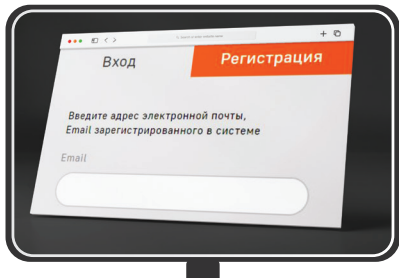 Вход
Регистрация
Введите адрес электронной почты,
Email зарегистрированного в системе
Email